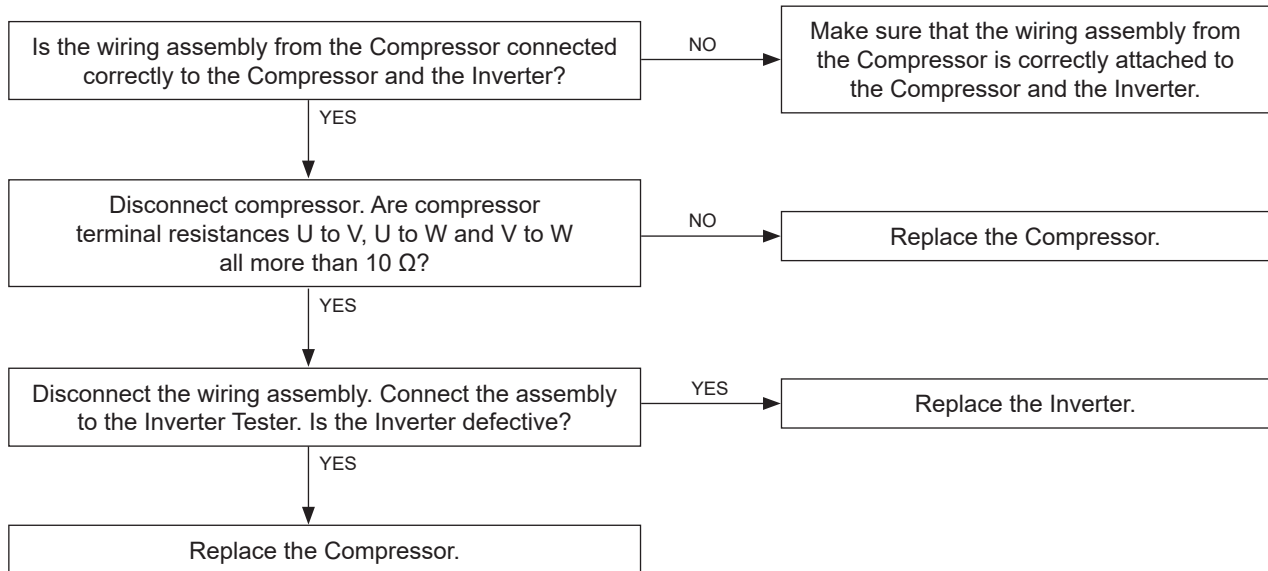 Is the wiring assembly from the Compressor connected
correctly to the Compressor and the Inverter?
NO
Make sure that the wiring assembly from
the Compressor is correctly attached to
the Compressor and the Inverter.
YES
Disconnect compressor. Are compressor
terminal resistances U to V, U to W and V to W
all more than 10 Ω?
NO
Replace the Compressor.
YES
Disconnect the wiring assembly. Connect the assembly
to the Inverter Tester. Is the Inverter defective?
YES
Replace the Inverter.
YES
Replace the Compressor.